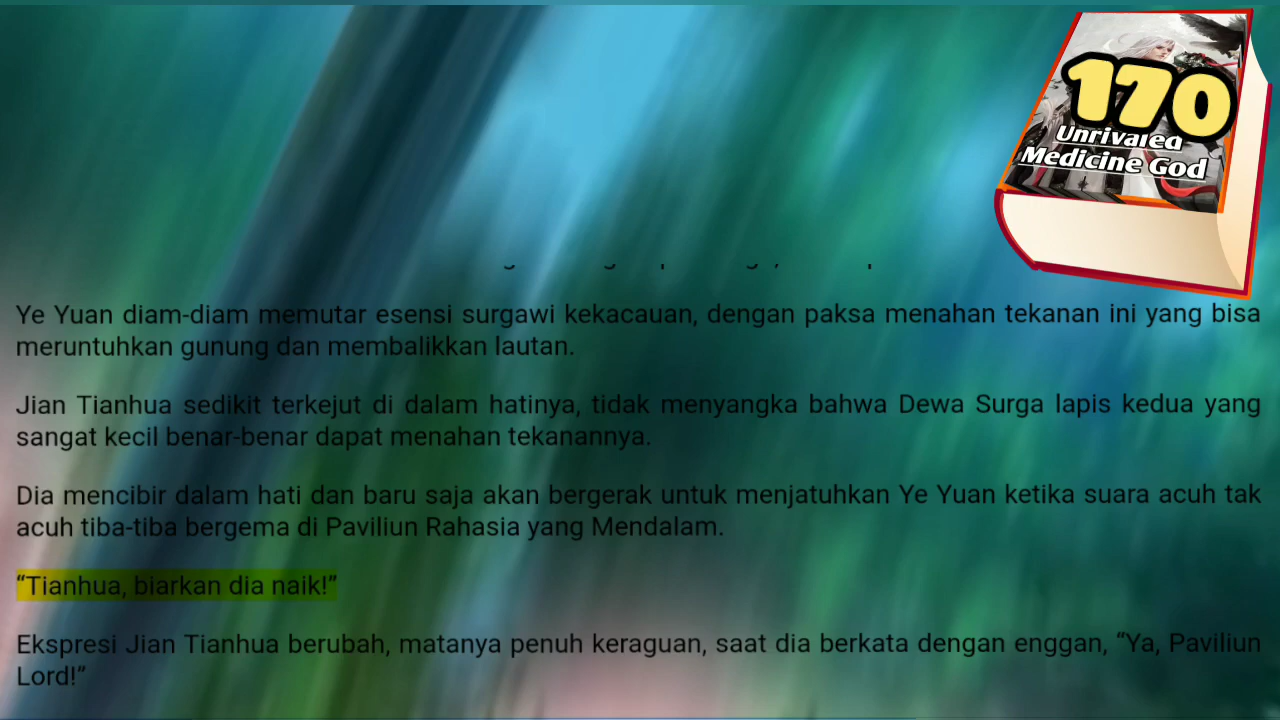 170
Unrivaled
Medicine God
Ye Yuan diam-diam memutar esensi surgawi kekacauan, dengan paksa menahan tekanan ini yang bisa
meruntuhkan gunung dan membalikkan lautan.
Jian Tianhua sedikit terkejut di dalam hatinya, tidak menyangka bahwa Dewa Surga lapis kedua yang
sangat kecil benar-benar dapat menahan tekanannya.
Dia mencibir dalam hati dan baru saja akan bergerak untuk menjatuhkan Ye Yuan ketika suara acuh tak
acuh tiba-tiba bergema di Paviliun Rahasia yang Mendalam.
“Tianhua, biarkan dia naik!”
Ekspresi Jian Tianhua berubah, matanya penuh keraguan, saat dia berkata dengan enggan, “Ya, Paviliun
Lord!”